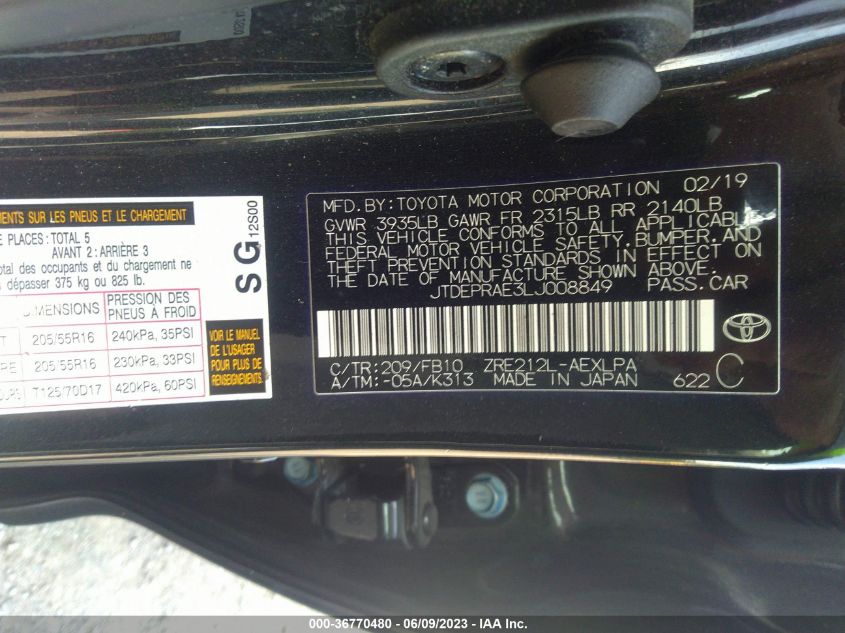 MENTS SUR LES PNEUS ET LE CHARGEMENT
E PLACES: TOTAL 5
AVANT 2: ARRIÈRE 3
otal des occupants et du chargement ne
s dépasser 375 kg ou 825 lb.
DIMENSIONS
PRESSION DES PNEUS À FROID
205/55R16 240kPa, 35PSI
205/55R16 230kPa, 33PSI
T125/70D17 420kPa, 60PSI
VOIR LE MANUEL
DE L'USAGER
POUR PLUS DE
RENSEIGNEMENTS.
SG 12S00
MFD.BY:TOYOTA MOTOR CORPORATION 02/19
GVWR 3935LB GAWR FR 2315LB RR 2140LB
THIS VEHICLE CONFORMS TO ALL APPLICABLE
FEDERAL MOTOR VEHICLE SAFETY,BUMPER,AND
THEFT PREVENTION STANDARDS IN EFFECT ON
THE DATE OF MANUFACTURE SHOWN ABOVE.
JTDEPRAE3LJ008849 PASS.CAR
C/TR:209/FB10 ZRE212L-AEXLPA
A/TM:-05A/K313 MADE IN JAPAN 622 C
TOYOTA
000-36770480 - 06/09/2023 - IAA Inc.